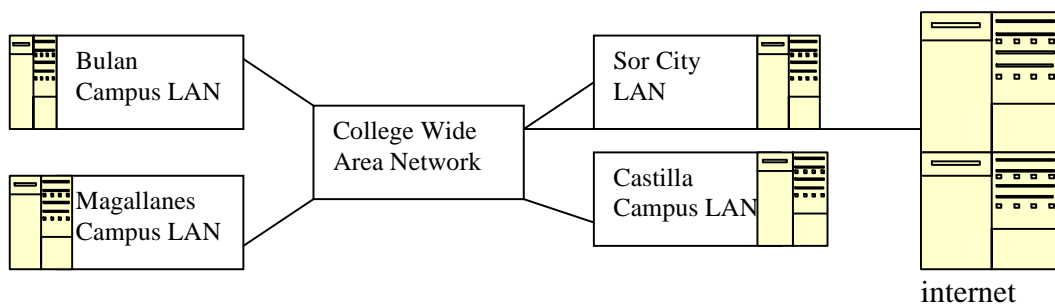 Bulan
Campus LAN
Sor City
LAN
College Wide
Area Network
Magallanes
Campus LAN
Castilla
Campus LAN
internet